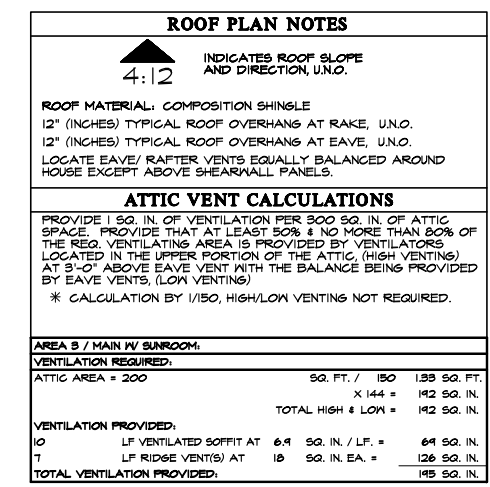 ROOF PLAN NOTES
4:12
INDICATES ROOF SLOPE
AND DIRECTION, U.N.O.
ROOF MATERIAL: COMPOSITION SHINGLE
12" (INCHES) TYPICAL ROOF OVERHANG AT RAKE, U.N.O.
12" (INCHES) TYPICAL ROOF OVERHANG AT EAVE, U.N.O.
LOCATE EAVE/ RAFTER VENTS EQUALLY BALANCED AROUND
HOUSE EXCEPT ABOVE SHEARWALL PANELS.
ATTIC VENT CALCULATIONS
PROVIDE 1 SQ. IN. OF VENTILATION PER 300 SQ. IN. OF ATTIC
SPACE. PROVIDE THAT AT LEAST 50% & NO MORE THAN 80% OF
THE REQ. VENTILATING AREA IS PROVIDED BY VENTILATORS
LOCATED IN THE UPPER PORTION OF THE ATTIC, (HIGH VENTING)
AT 3'-0" ABOVE EAVE VENT WITH THE BALANCE BEING PROVIDED
BY EAVE VENTS, (LOW VENTING)
* CALCULATION BY 1/150, HIGH/LOW VENTING NOT REQUIRED.
AREA 3 / MAIN W/ SUNROOM:
VENTILATION REQUIRED:
ATTIC AREA = 200 SQ. FT. / 150 1.33 SQ. FT.
X 144 = 192 SQ. IN.
TOTAL HIGH & LOW = 192 SQ. IN.
VENTILATION PROVIDED:
10 LF VENTILATED SOFFIT AT 6.9 SQ. IN. / LF. = 69 SQ. IN.
7 LF RIDGE VENT(S) AT 18 SQ. IN. EA. = 126 SQ. IN.
TOTAL VENTILATION PROVIDED: 195 SQ. IN.